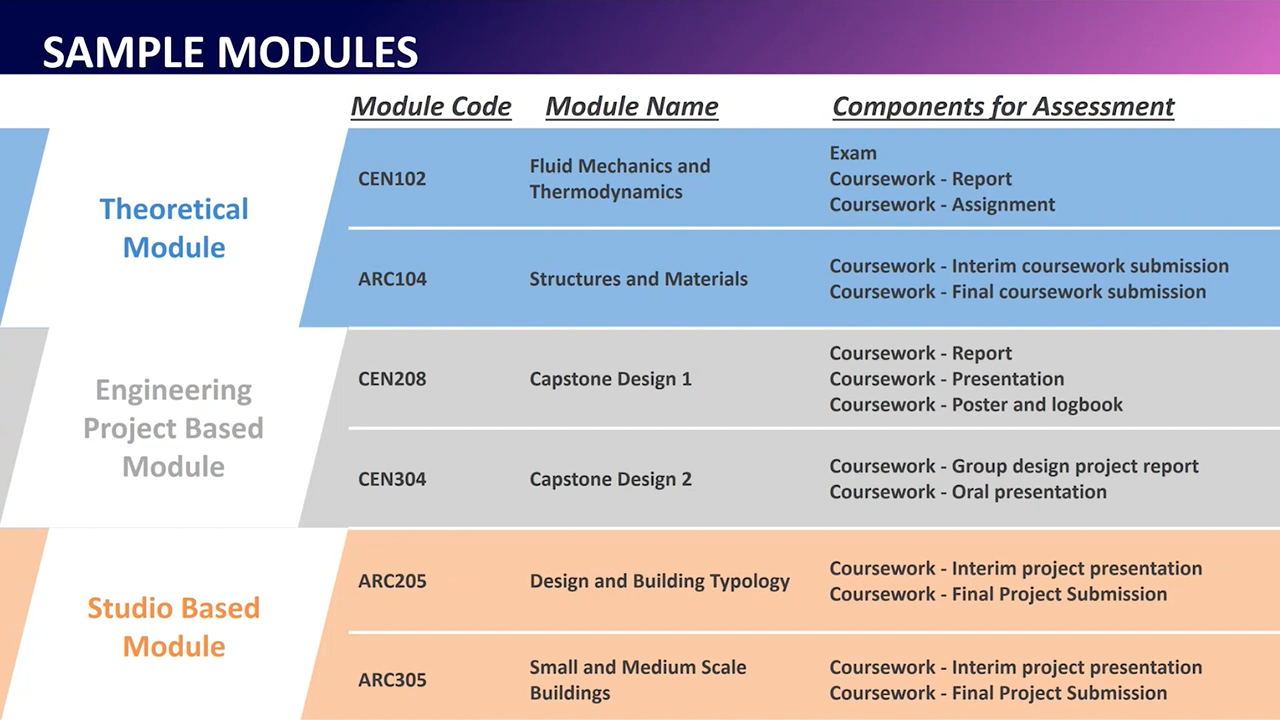 SAMPLE MODULES
Module Code Module Name Components for Assessment
Theoretical
Module
CEN102
Fluid Mechanics and
Thermodynamics
Exam
Coursework - Report
Coursework - Assignment
ARC104
Structures and Materials
Coursework - Interim coursework submission
Coursework - Final coursework submission
Engineering
Project Based
Module
CEN208
Capstone Design 1
Coursework - Report
Coursework - Presentation
Coursework - Poster and logbook
CEN304
Capstone Design 2
Coursework - Group design project report
Coursework - Oral presentation
Studio Based
Module
ARC205
Design and Building Typology
Coursework - Interim project presentation
Coursework - Final Project Submission
ARC305
Small and Medium Scale
Buildings
Coursework - Interim project presentation
Coursework - Final Project Submission